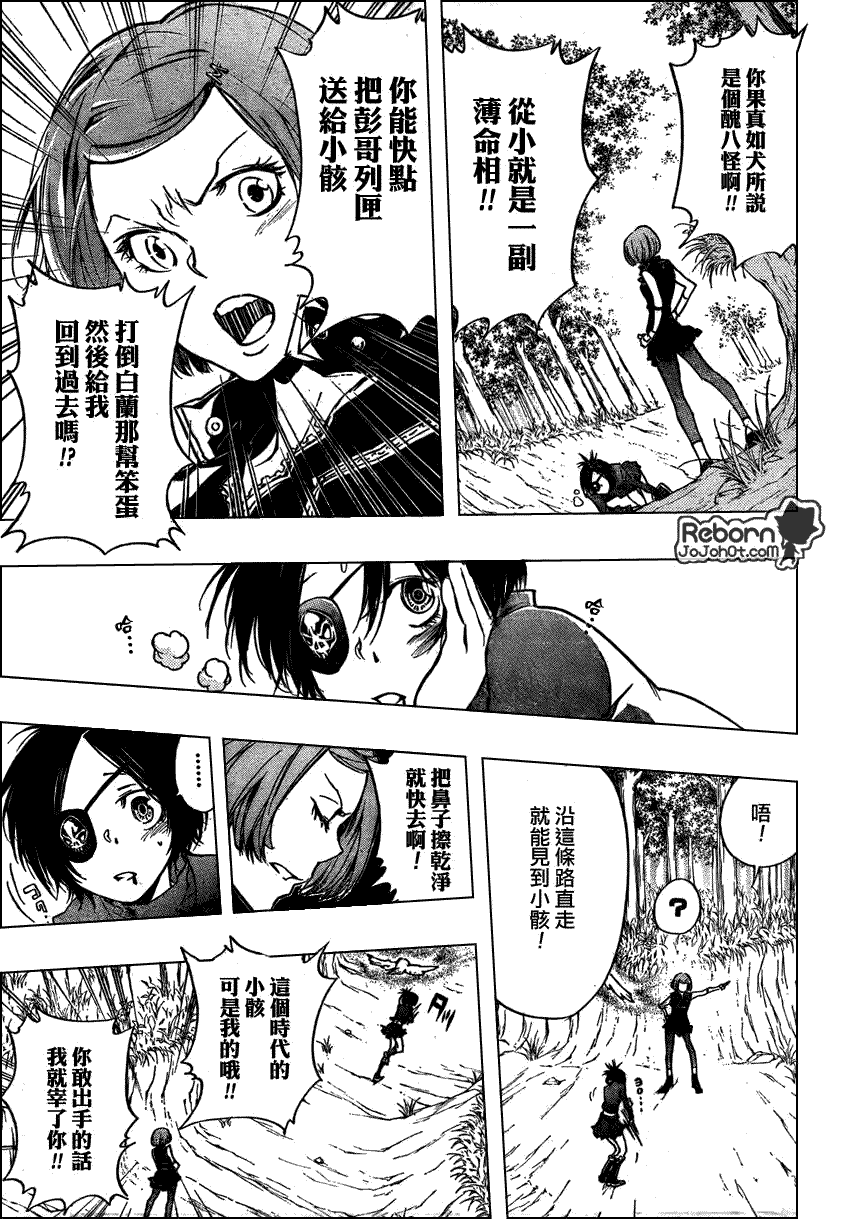 你果真如犬所說
是個醜八怪啊!!
從小就是一副
薄命相!!
你能快點
把彭哥列匣
送給小骸
打倒白蘭那幫笨蛋
然後給我
回到過去嗎!?
Reborn
JoJoHOt.com
哈…
唔!
?
沿這條路直走
就能見到小骸!
把鼻子擦乾淨
就快去啊!
……
這個時代的
小骸
可是我的哦!!
你敢出手的話
我就宰了你!!